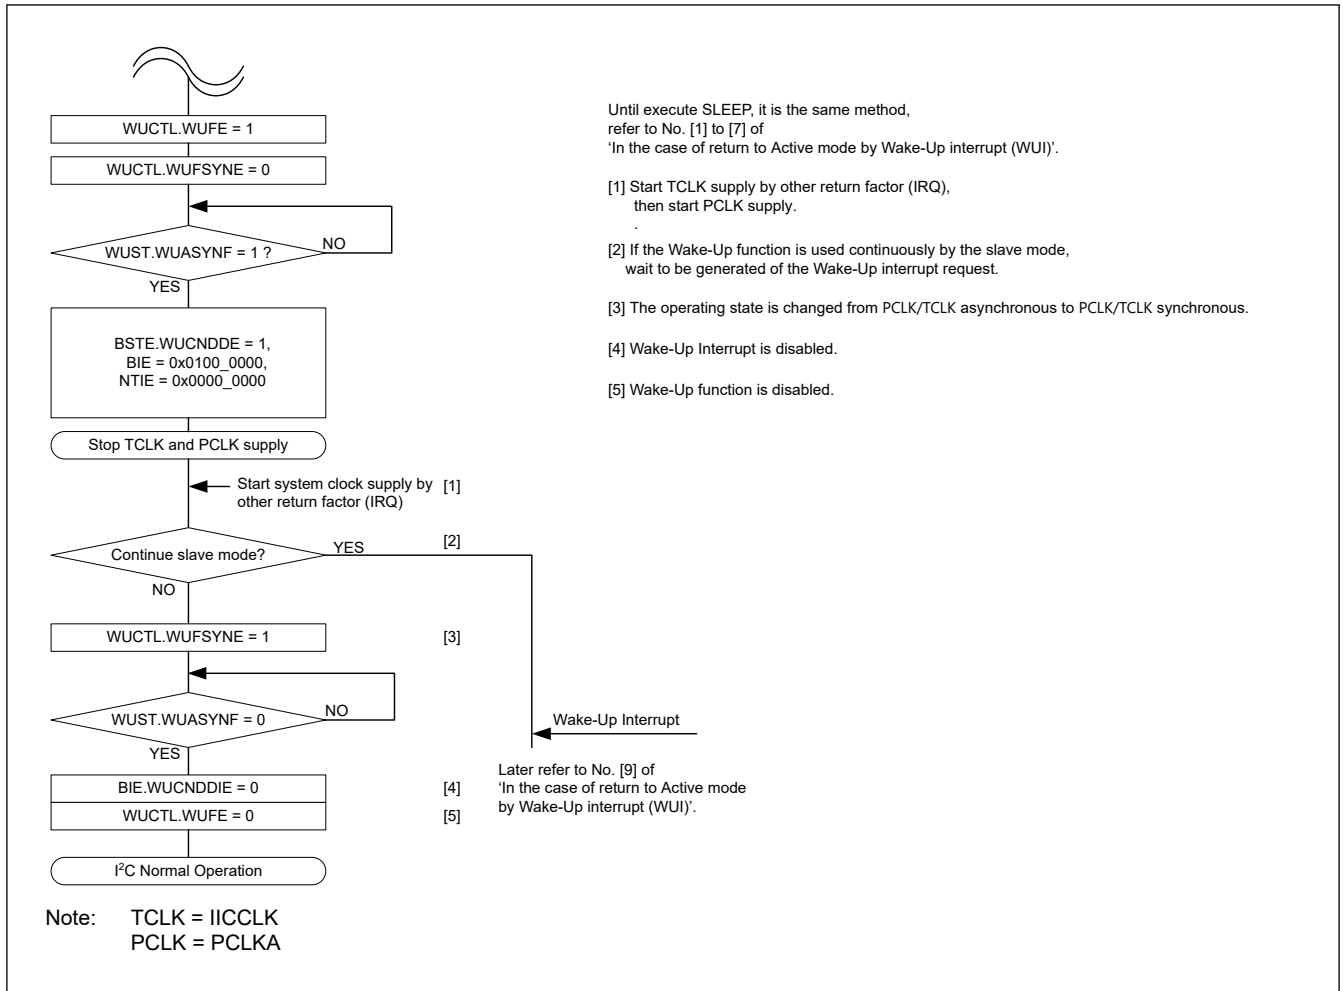 WUCTL.WUFE = 1
WUCTL.WUFSYNE = 0
WUST.WUASYNF = 1 ?
NO
YES
BSTE.WUCNDDE = 1,
BIE = 0x0100_0000,
NTIE = 0x0000_0000
Stop TCLK and PCLK supply
Start system clock supply by
other return factor (IRQ)
[1]
Continue slave mode?
YES
[2]
NO
WUCTL.WUFSYNE = 1
[3]
WUST.WUASYNF = 0
NO
YES
BIE.WUCNDDIE = 0
[4]
WUCTL.WUFE = 0
[5]
I²C Normal Operation
Wake-Up Interrupt
Later refer to No. [9] of
‘In the case of return to Active mode
by Wake-Up interrupt (WUI)’.
Until execute SLEEP, it is the same method,
refer to No. [1] to [7] of
‘In the case of return to Active mode by Wake-Up interrupt (WUI)’.
[1] Start TCLK supply by other return factor (IRQ),
then start PCLK supply.
.
[2] If the Wake-Up function is used continuously by the slave mode,
wait to be generated of the Wake-Up interrupt request.
[3] The operating state is changed from PCLK/TCLK asynchronous to PCLK/TCLK synchronous.
[4] Wake-Up Interrupt is disabled.
[5] Wake-Up function is disabled.
Note: TCLK = IICCLK
PCLK = PCLKA